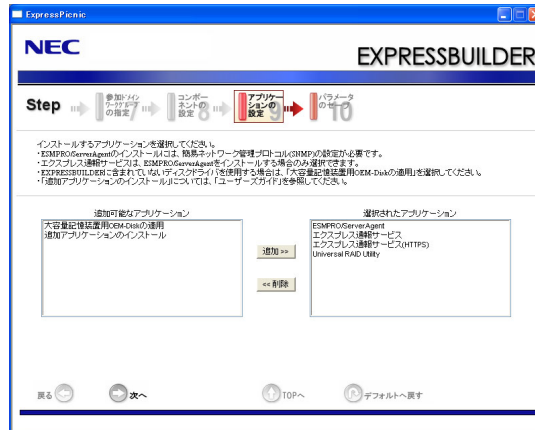 ExpressPicnic
NEC
EXPRESSBUILDER
Step
参加ドメイン
ワークグループ
の指定 7
コンポー
ネントの
設定 8
アプリケー
ションの
設定 9
パラメータ
のセーブ 10
インストールするアプリケーションを選択してください。
・ESMPRO/ServerAgentのインストールには、簡易ネットワーク管理プロトコル(SNMP)の設定が必要です。
・エクスプレス通報サービスは、ESMPRO/ServerAgentをインストールする場合のみ選択できます。
・EXPRESSBUILDERに含まれていないディスクドライバを使用する場合は、「大容量記憶装置用OEM-Diskの適用」を選択してください。
・「追加アプリケーションのインストール」については、「ユーザーズガイド」を参照してください。
追加可能なアプリケーション
選択されたアプリケーション
大容量記憶装置用OEM-Diskの適用
追加アプリケーションのインストール
追加 >>
<< 削除
ESMPRO/ServerAgent
エクスプレス通報サービス
エクスプレス通報サービス(HTTPS)
Universal RAID Utility
戻る
次へ
TOPへ
デフォルトへ戻す